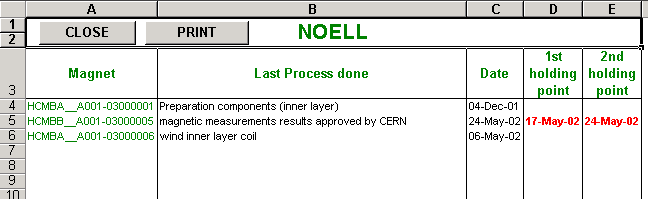 A B C D E
1 CLOSE PRINT NOELL
2
3 Magnet Last Process done Date 1st holding point 2nd holding point
4 HCMBA__A001-03000001 Preparation components (inner layer) 04-Dec-01
5 HCMBA__A001-03000005 magnetic measurements results approved by CERN 24-May-02 17-May-02 24-May-02
6 HCMBA__A001-03000006 wind inner layer coil 06-May-02
7
8
9
10